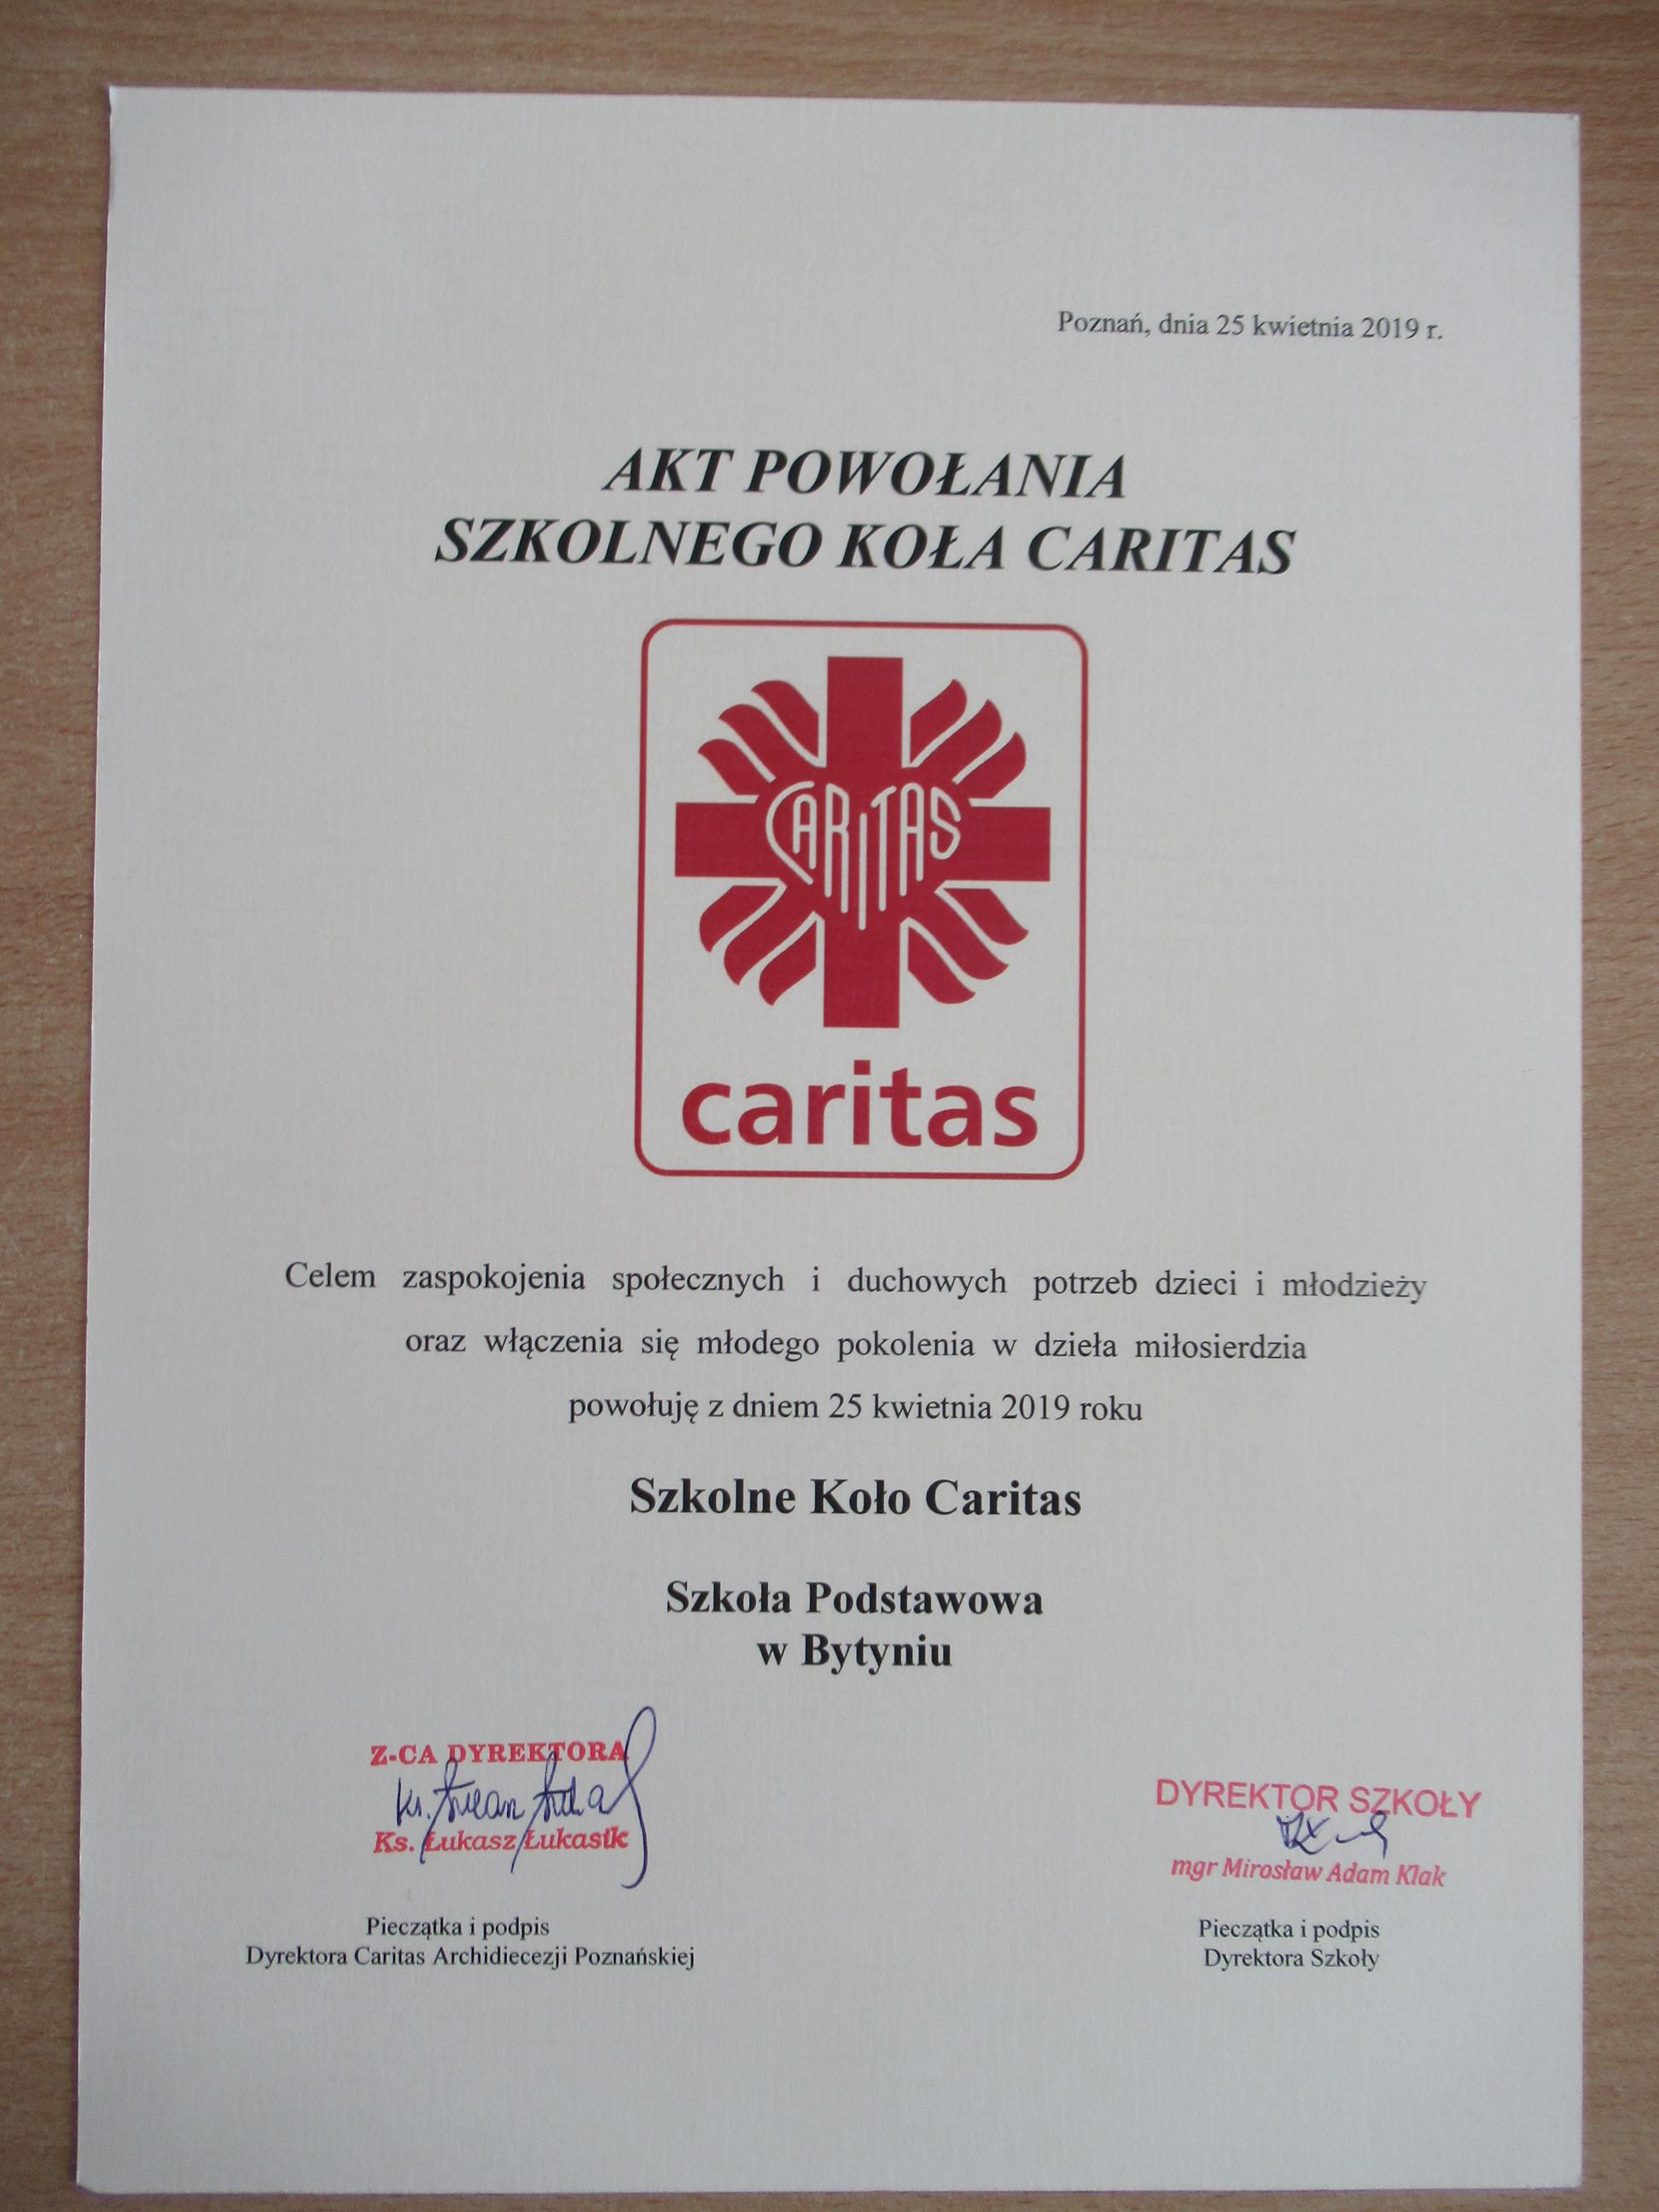 Poznań, dnia 25 kwietnia 2019 r.
AKT POWOŁANIA
SZKOLNEGO KOŁA CARITAS
CARITAS
caritas
Celem zaspokojenia społecznych i duchowych potrzeb dzieci i młodzieży
oraz włączenia się młodego pokolenia w dzieła miłosierdzia
powołuję z dniem 25 kwietnia 2019 roku
Szkolne Koło Caritas
Szkoła Podstawowa
w Bytyniu
Z-CA DYREKTORA
Ks. Łukasz Łukasik
Pieczątka i podpis
Dyrektora Caritas Archidiecezji Poznańskiej
DYREKTOR SZKOŁY
mgr Mirosław Adam Klak
Pieczątka i podpis
Dyrektora Szkoły